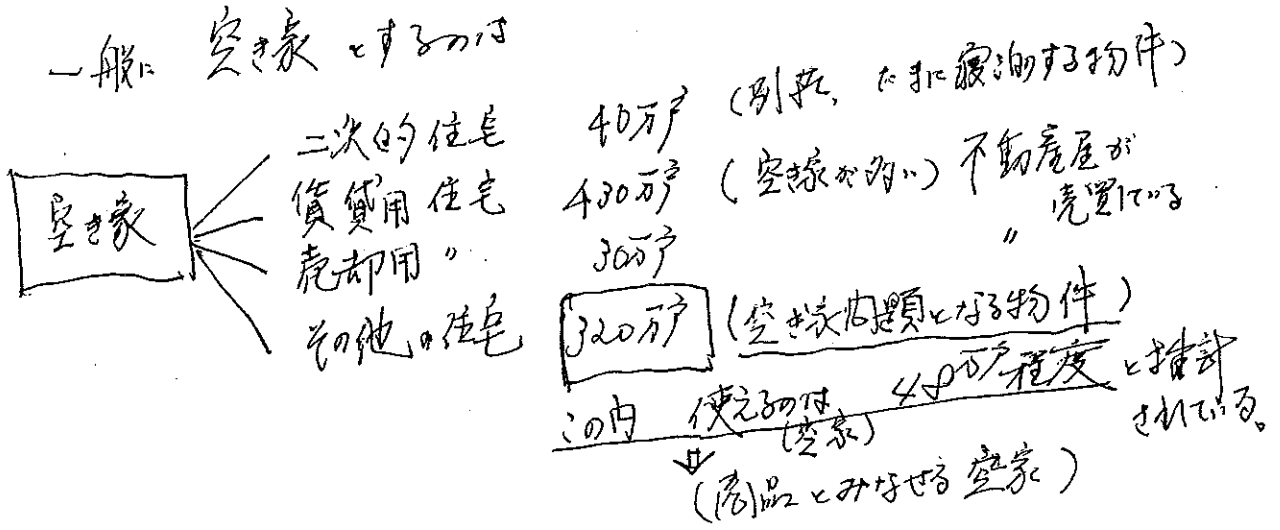 一般に 空き家とするのは
空き家
二次的住宅 40万戸 (別荘、たまに寝泊する物件)
賃貸用住宅 430万戸 (空き家が多い) 不動産屋が
売買している
売却用 〃 30万戸 〃
その他の住宅 320万戸 (空き家問題となる物件)
この内 使えるのは 48万戸程度と推計
(空家) されている。
⇩
(商品とみなせる空家)